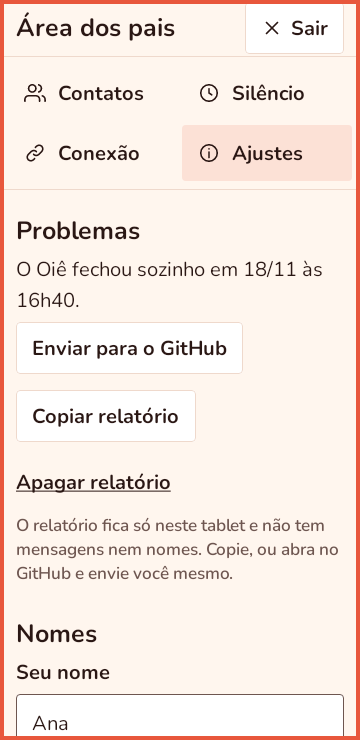 Área dos pais
Sair
Contatos
Silêncio
Conexão
Ajustes
Problemas
O Oiê fechou sozinho em 18/11 às
16h40.
Enviar para o GitHub
Copiar relatório
Apagar relatório
O relatório fica só neste tablet e não tem
mensagens nem nomes. Copie, ou abra no
GitHub e envie você mesmo.
Nomes
Seu nome
Ana